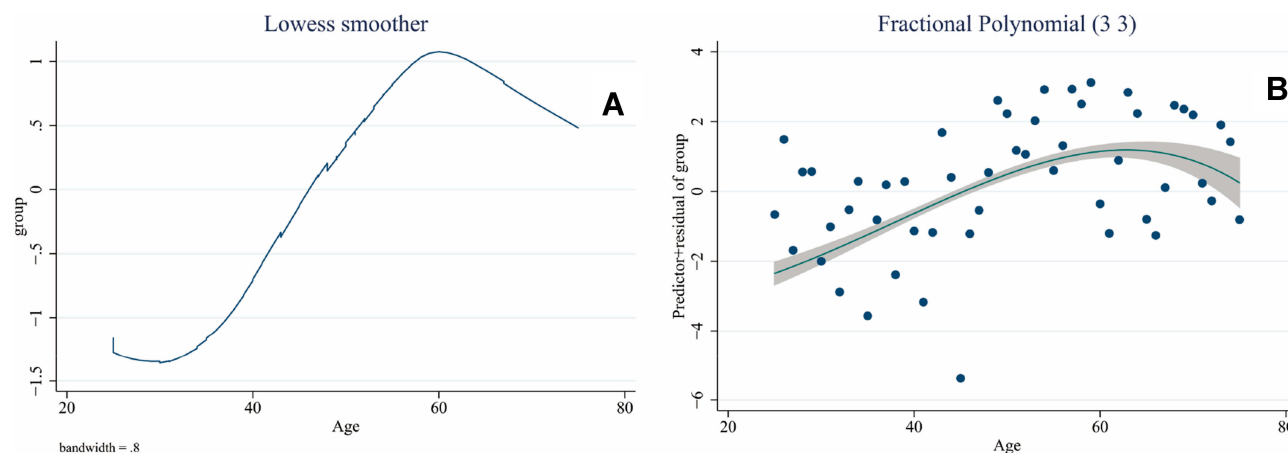 Lowess smoother
A
group
1
.5
0
−.5
−1
−1.5
20 40 60 80
Age
bandwidth = .8
Fractional Polynomial (3 3)
B
Predictor+residual of group
4
2
0
−2
−4
−6
20 40 60 80
Age